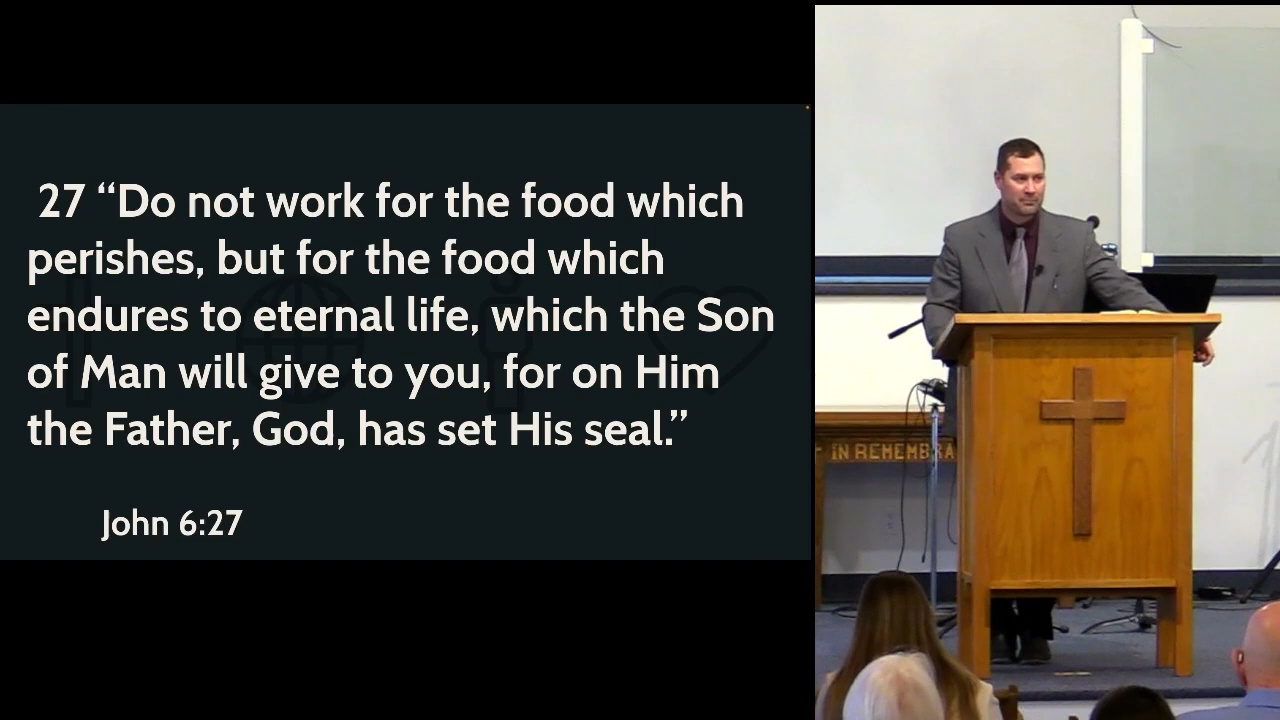 27 “Do not work for the food which
perishes, but for the food which
endures to eternal life, which the Son
of Man will give to you, for on Him
the Father, God, has set His seal.”
John 6:27
IN REMEMBRA